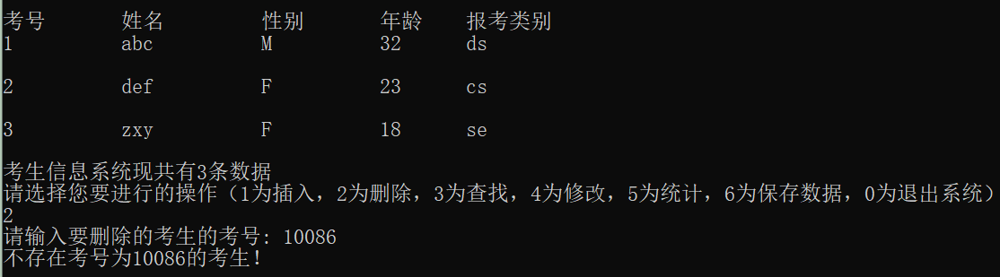 考号 姓名 性别 年龄 报考类别
1 abc M 32 ds
2 def F 23 cs
3 zxy F 18 se
考生信息系统现共有3条数据
请选择您要进行的操作（1为插入，2为删除，3为查找，4为修改，5为统计，6为保存数据，0为退出系统）
2
请输入要删除的考生的考号: 10086
不存在考号为10086的考生！